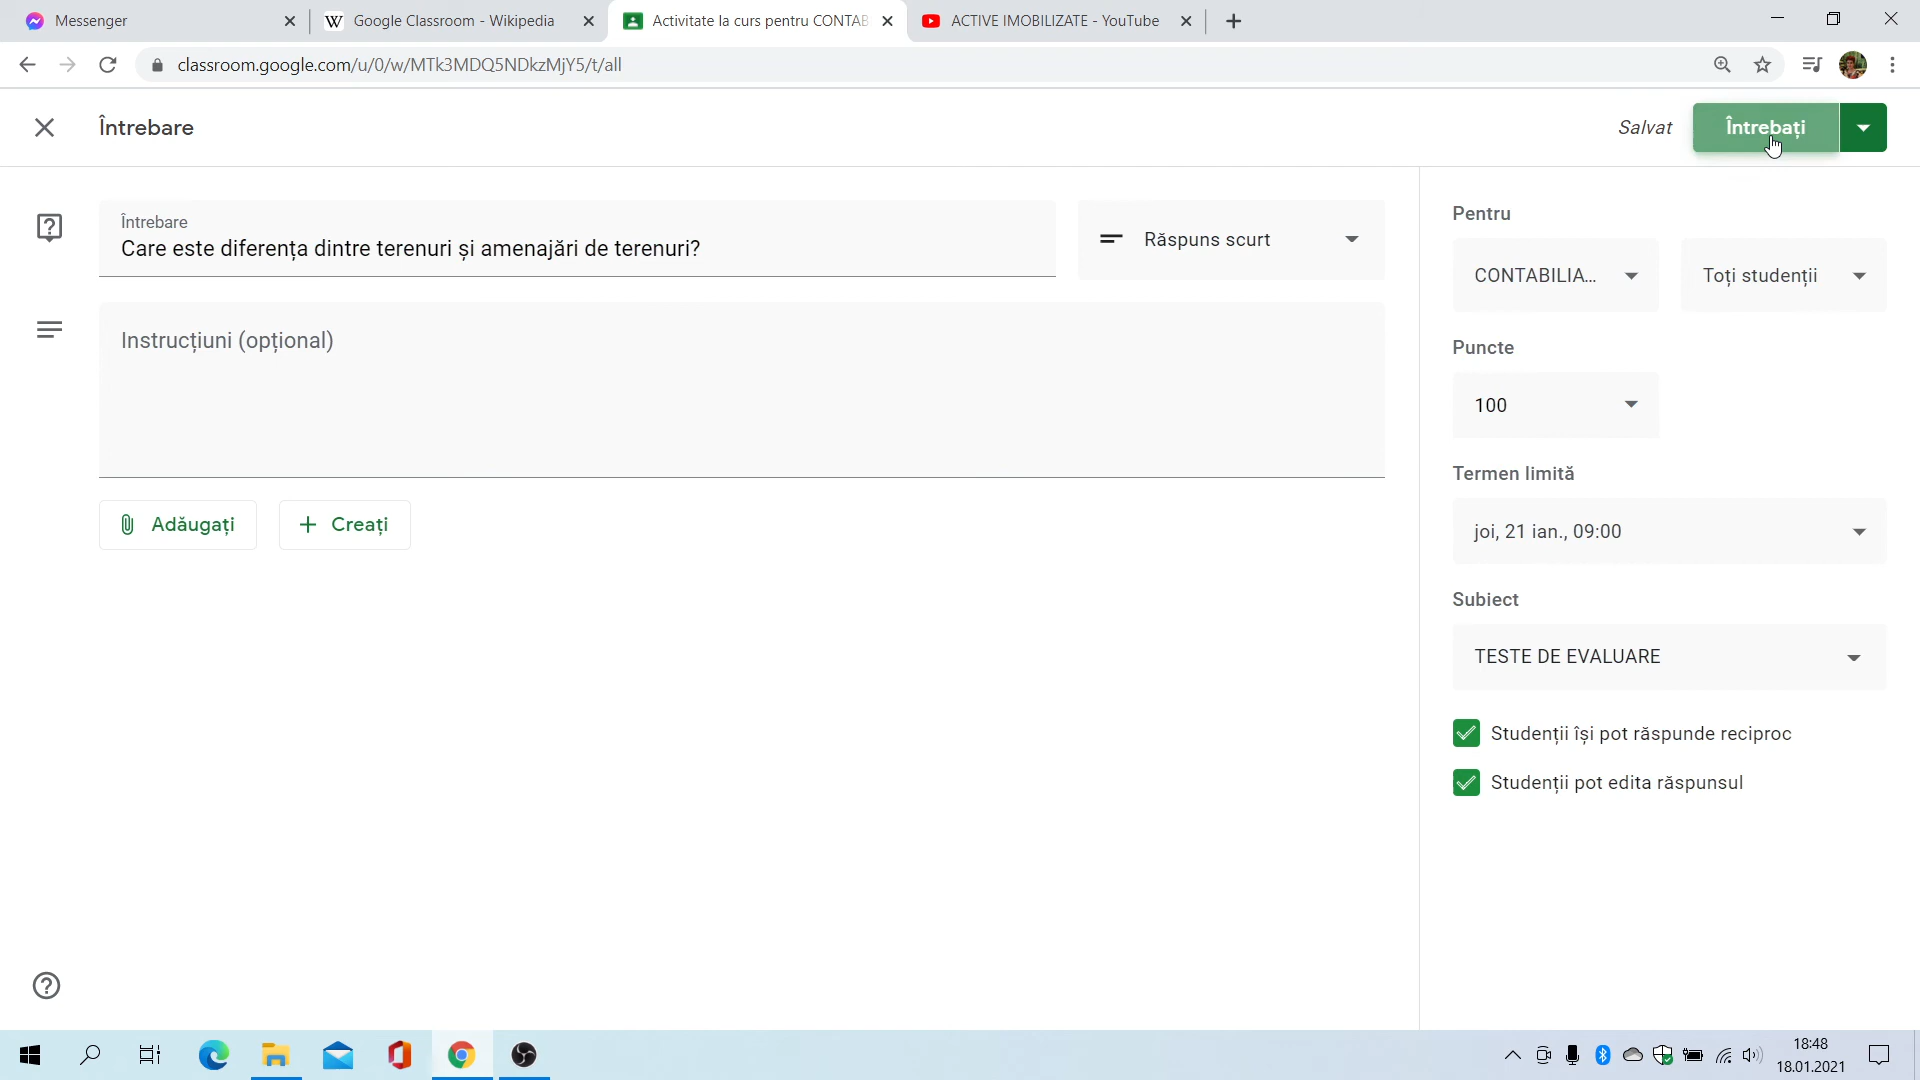 Messenger
Google Classroom - Wikipedia
Activitate la curs pentru CONTAB
ACTIVE IMOBILIZATE - YouTube
classroom.google.com/u/0/w/MTk3MDQ5NDkzMjY5/t/all
Întrebare
Salvat
Întrebați
Întrebare
Care este diferența dintre terenuri și amenajări de terenuri?
Răspuns scurt
Instrucțiuni (opțional)
Adăugați
Creați
Pentru
CONTABILIA...
Toți studenții
Puncte
100
Termen limită
joi, 21 ian., 09:00
Subiect
TESTE DE EVALUARE
Studenții își pot răspunde reciproc
Studenții pot edita răspunsul
18:48
18.01.2021